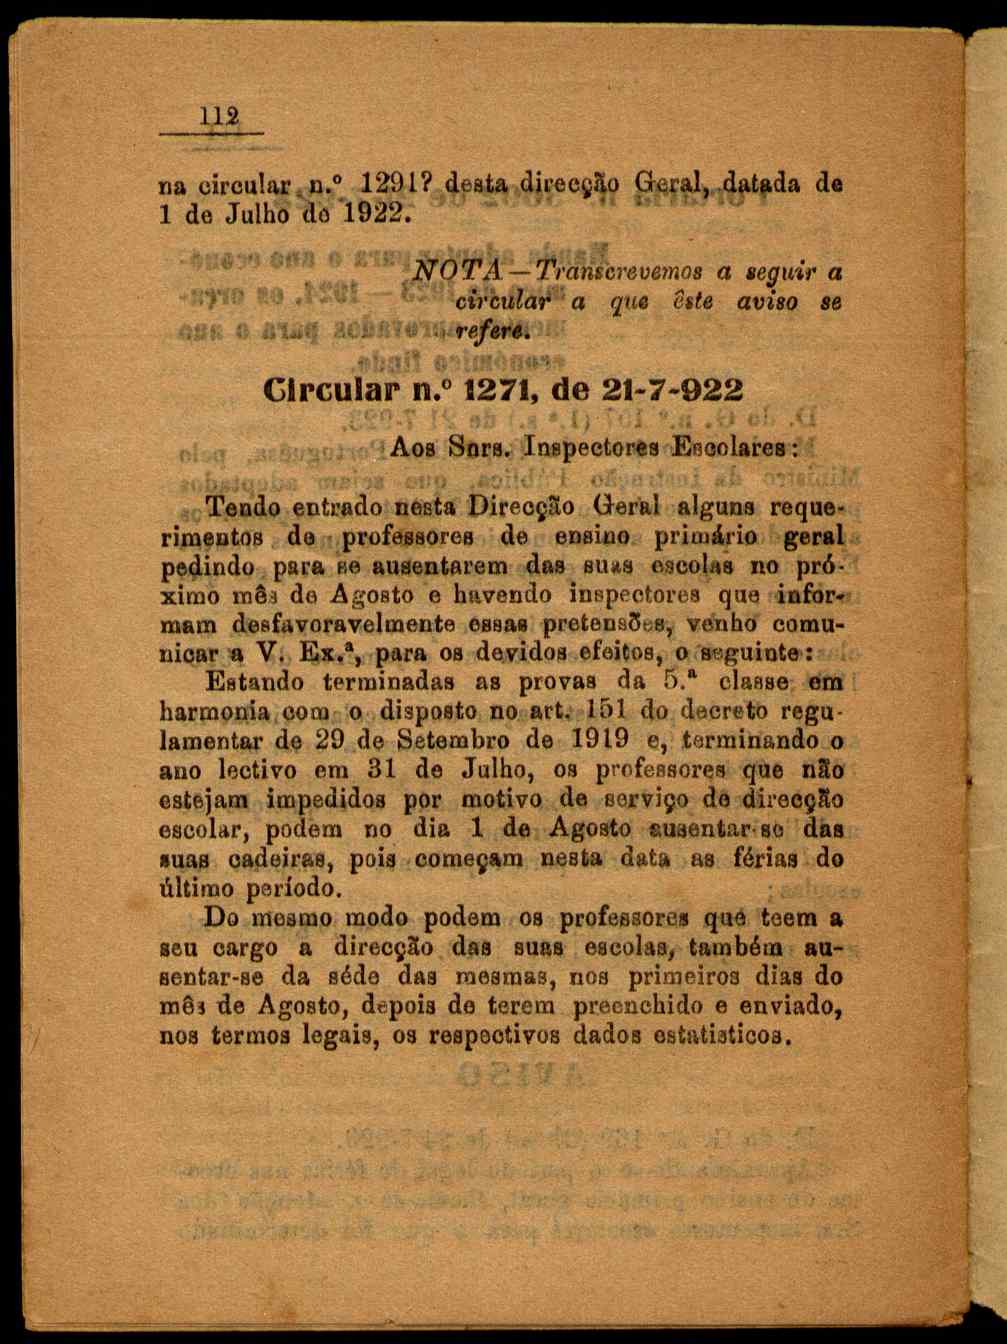 112
na circular n.º 1291? desta direcção Geral, datada de
1 de Julho de 1922.
NOTA — Transcrevemos a seguir a
circular a que êste aviso se
refere.
Circular n.º 1271, de 21-7-922
Aos Snrs. Inspectores Escolares:
Tendo entrado nesta Direcção Geral alguns reque-
rimentos de professores de ensino primário geral
pedindo para se ausentarem das suas escolas no pró-
ximo mês de Agosto e havendo inspectores que infor-
mam desfavoravelmente essas pretensões, venho comu-
nicar a V. Ex.ª, para os devidos efeitos, o seguinte:
Estando terminadas as provas da 5.ª classe em
harmonia com o disposto no art. 151 do decreto regu-
lamentar de 29 de Setembro de 1919 e, terminando o
ano lectivo em 31 de Julho, os professores que não
estejam impedidos por motivo de serviço de direcção
escolar, podem no dia 1 de Agosto ausentar-se das
suas cadeiras, pois começam nesta data as férias do
último período.
Do mesmo modo podem os professores que teem a
seu cargo a direcção das suas escolas, também au-
sentar-se da séde das mesmas, nos primeiros dias do
mês de Agosto, depois de terem preenchido e enviado,
nos termos legais, os respectivos dados estatisticos.